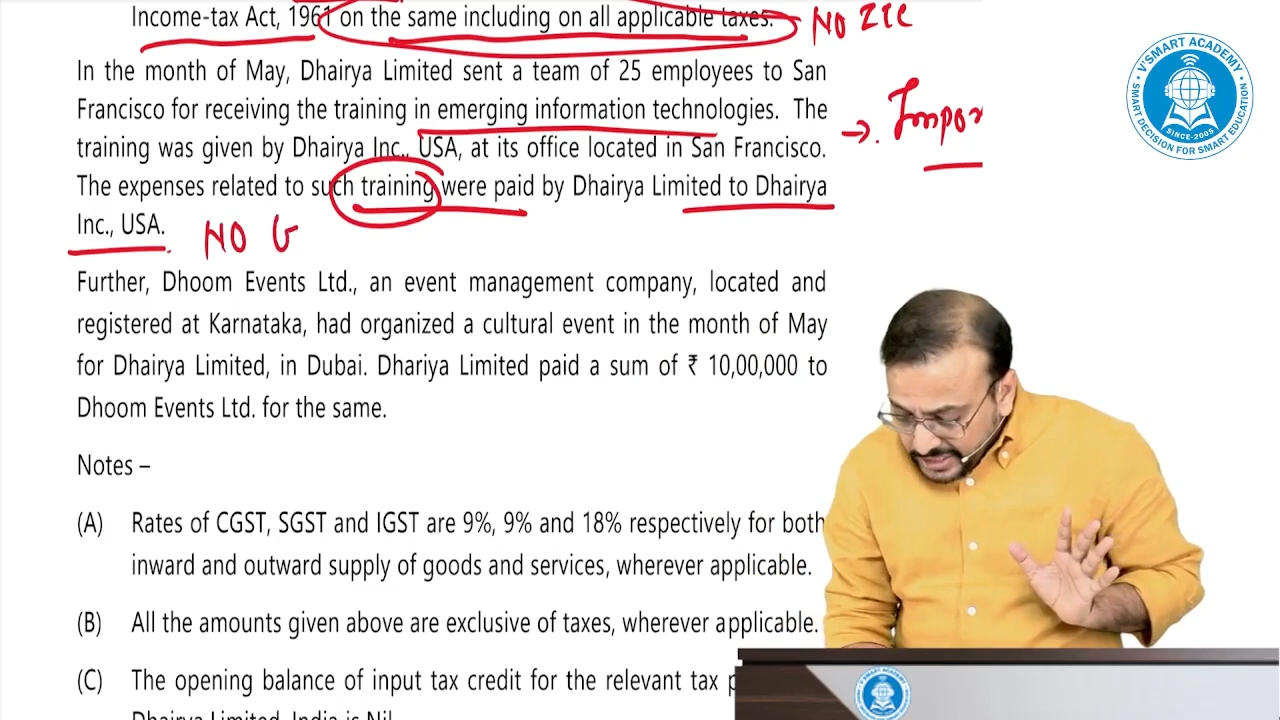 Income-tax Act, 1961 on the same including on all applicable taxes.
NO ITC
In the month of May, Dhairya Limited sent a team of 25 employees to San
Francisco for receiving the training in emerging information technologies. The
training was given by Dhairya Inc., USA, at its office located in San Francisco.
The expenses related to such training were paid by Dhairya Limited to Dhairya
Inc., USA.
NO G
→. Impor
Further, Dhoom Events Ltd., an event management company, located and
registered at Karnataka, had organized a cultural event in the month of May
for Dhairya Limited, in Dubai. Dhariya Limited paid a sum of ₹ 10,00,000 to
Dhoom Events Ltd. for the same.
Notes –
(A) Rates of CGST, SGST and IGST are 9%, 9% and 18% respectively for both
inward and outward supply of goods and services, wherever applicable.
(B) All the amounts given above are exclusive of taxes, wherever applicable.
(C) The opening balance of input tax credit for the relevant tax p
Dhairya Limited, India is Nil.
V'SMART ACADEMY
SINCE-2005
SMART DECISION FOR SMART EDUCATION